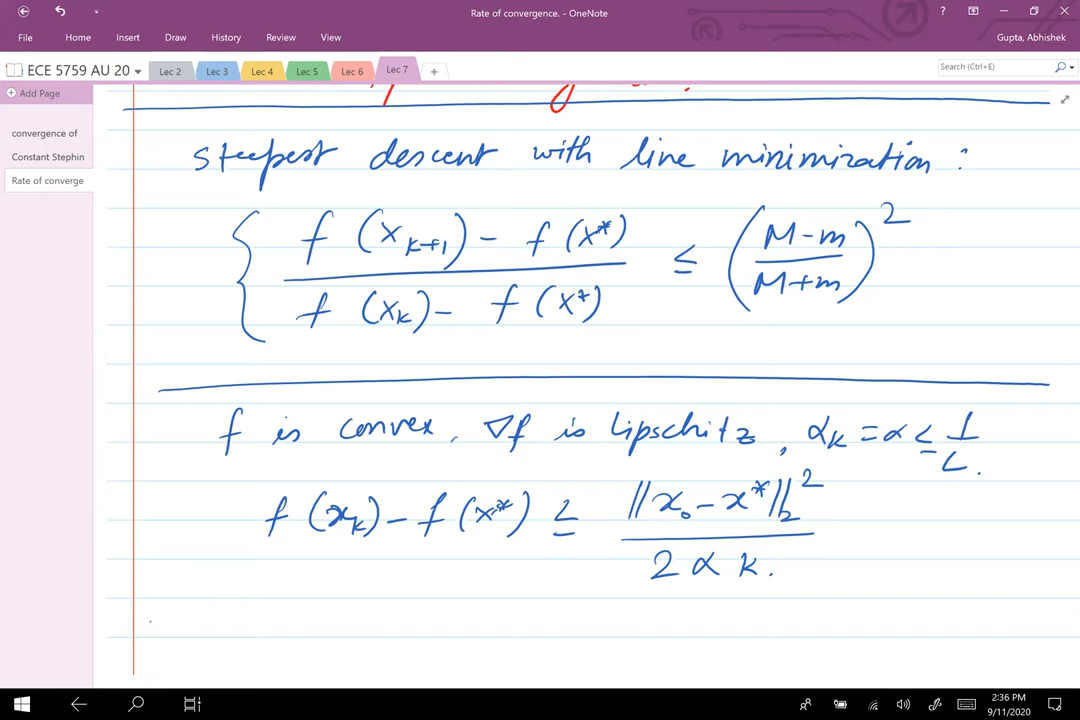 Rate of convergence. - OneNote
File Home Insert Draw History Review View Gupta, Abhishek
ECE 5759 AU 20 Lec 2 Lec 3 Lec 4 Lec 5 Lec 6 Lec 7 Search (Ctrl+E)
Add Page
convergence of
Constant Stephin
Rate of converge
steepest descent with line minimization :
{ f(x_{k+1}) - f(x*) / f(x_k) - f(x*) ≤ ((M-m)/(M+m))^2
f is convex, ∇f is Lipschitz, α_k = α ≤ 1/L.
f(x_k) - f(x*) ≤ ||x_0 - x*||_2^2 / 2αk.
2:36 PM
9/11/2020